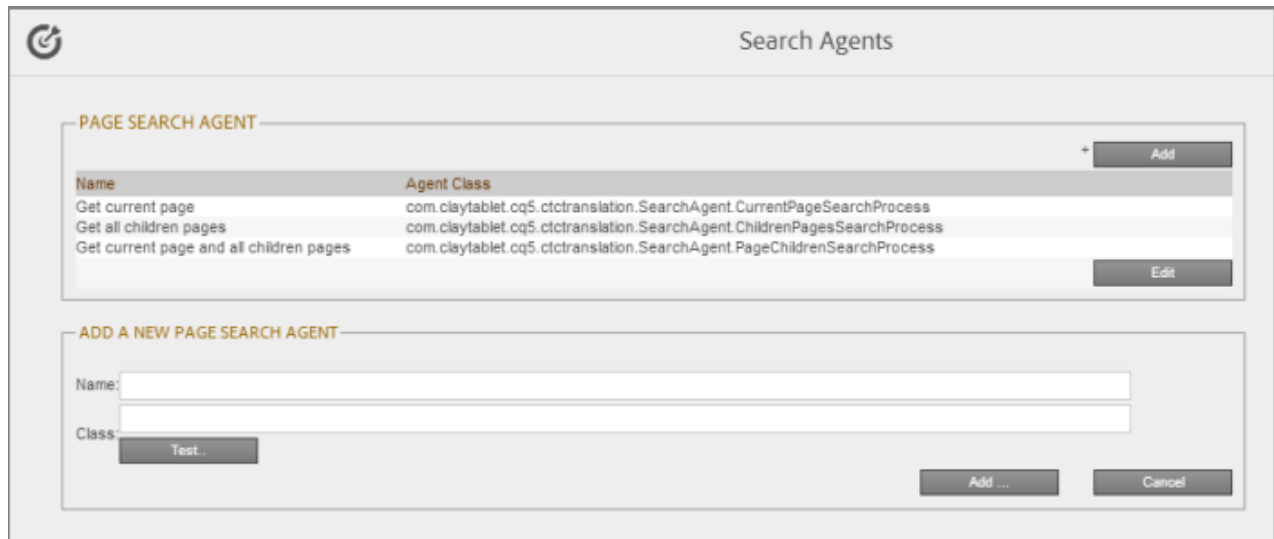 Search Agents
PAGE SEARCH AGENT
+ Add
Name Agent Class
Get current page com.claytablet.cq5.ctctranslation.SearchAgent.CurrentPageSearchProcess
Get all children pages com.claytablet.cq5.ctctranslation.SearchAgent.ChildrenPagesSearchProcess
Get current page and all children pages com.claytablet.cq5.ctctranslation.SearchAgent.PageChildrenSearchProcess
Edit
ADD A NEW PAGE SEARCH AGENT
Name:
Class:
Test..
Add ... Cancel